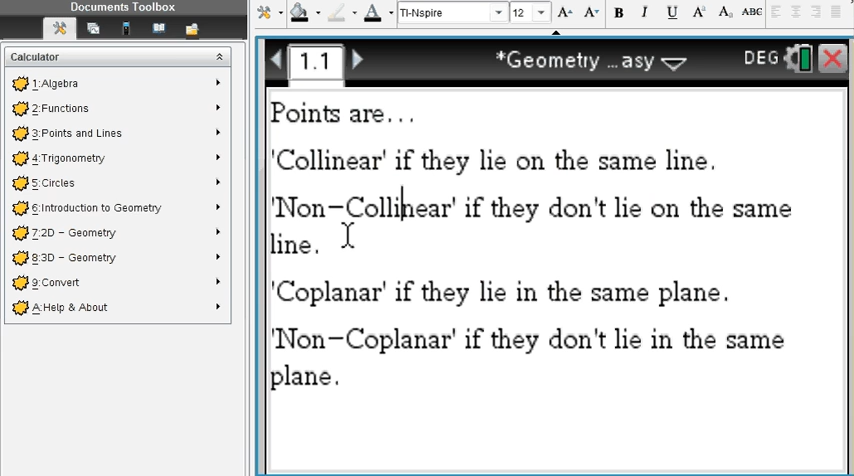 Documents Toolbox
Calculator
1:Algebra
2:Functions
3:Points and Lines
4:Trigonometry
5:Circles
6:Introduction to Geometry
7:2D - Geometry
8:3D - Geometry
9:Convert
A:Help & About
A TI-Nspire 12 A A B I U Aᵃ Aₐ ABC
1.1 *Geometry ...asy DEG
Points are...
'Collinear' if they lie on the same line.
'Non-Collinear' if they don't lie on the same
line.
'Coplanar' if they lie in the same plane.
'Non-Coplanar' if they don't lie in the same
plane.